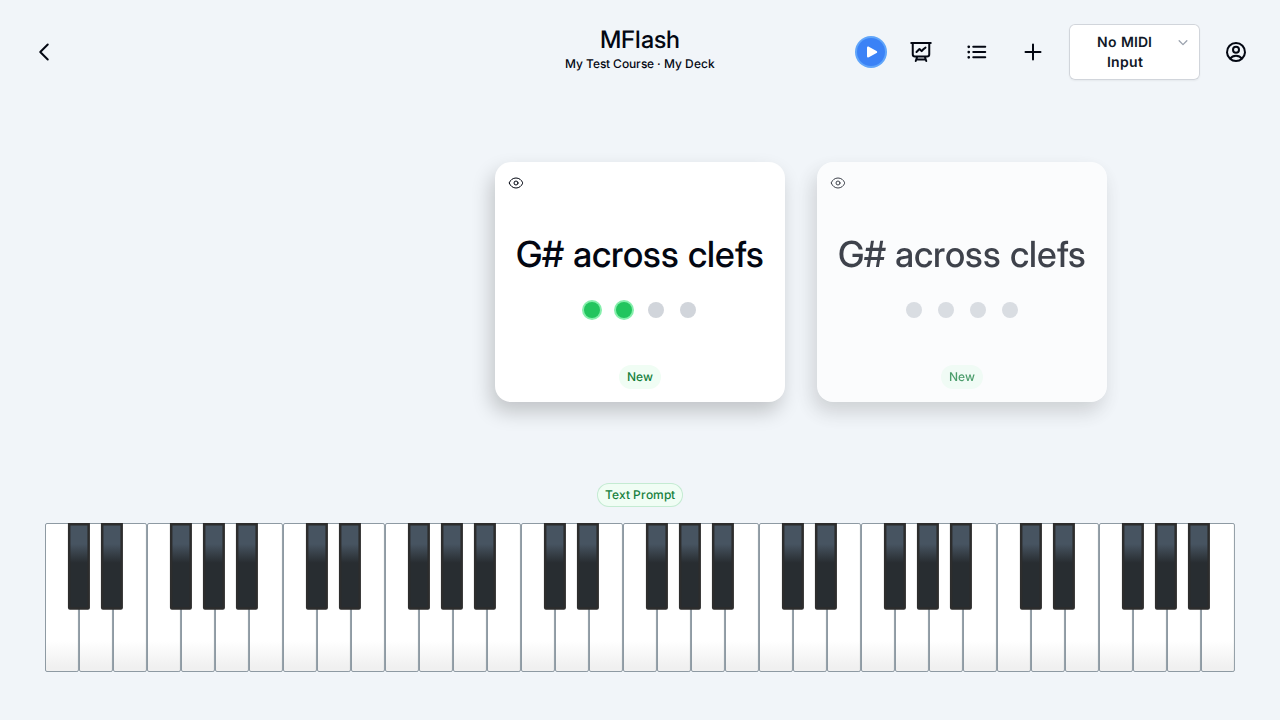 MFlash
My Test Course · My Deck
No MIDI
Input
G# across clefs
New
G# across clefs
New
Text Prompt